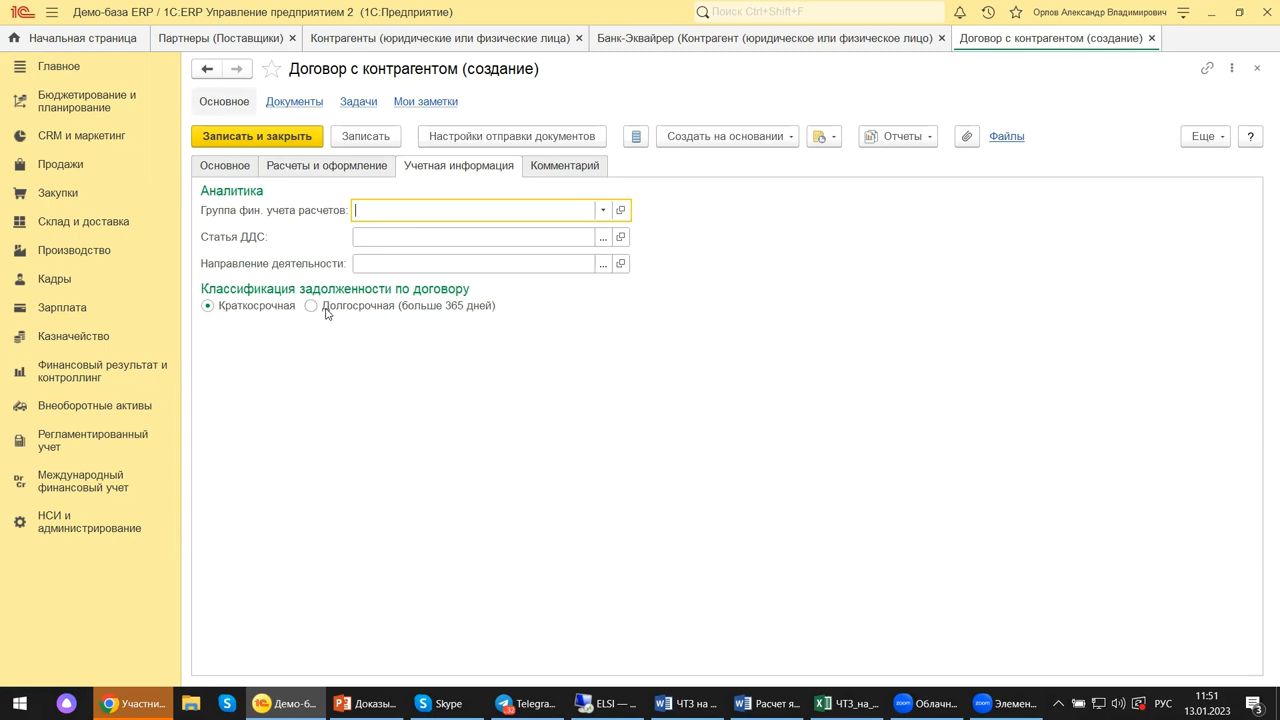 Демо-база ERP / 1C:ERP Управление предприятием 2 (1С:Предприятие)
Поиск Ctrl+Shift+F
Орлов Александр Владимирович
Начальная страница
Партнеры (Поставщики)
Контрагенты (юридические или физические лица)
Банк-Эквайрер (Контрагент (юридическое или физическое лицо)
Договор с контрагентом (создание)
Главное
Бюджетирование и
планирование
CRM и маркетинг
Продажи
Закупки
Склад и доставка
Производство
Кадры
Зарплата
Казначейство
Финансовый результат и
контроллинг
Внеоборотные активы
Регламентированный
учет
Международный
финансовый учет
НСИ и
администрирование
Договор с контрагентом (создание)
Основное
Документы
Задачи
Мои заметки
Записать и закрыть
Записать
Настройки отправки документов
Создать на основании
Отчеты
Файлы
Еще
?
Основное
Расчеты и оформление
Учетная информация
Комментарий
Аналитика
Группа фин. учета расчетов:
Статья ДДС:
...
Направление деятельности:
...
Классификация задолженности по договору
Краткосрочная
Долгосрочная (больше 365 дней)
Участни...
Демо-б...
Доказы...
Skype
Telegra...
ELSI — ...
ЧТЗ на ...
Расчет я...
ЧТЗ_на_...
Облачн...
Элемен...
РУС
11:51
13.01.2023
3